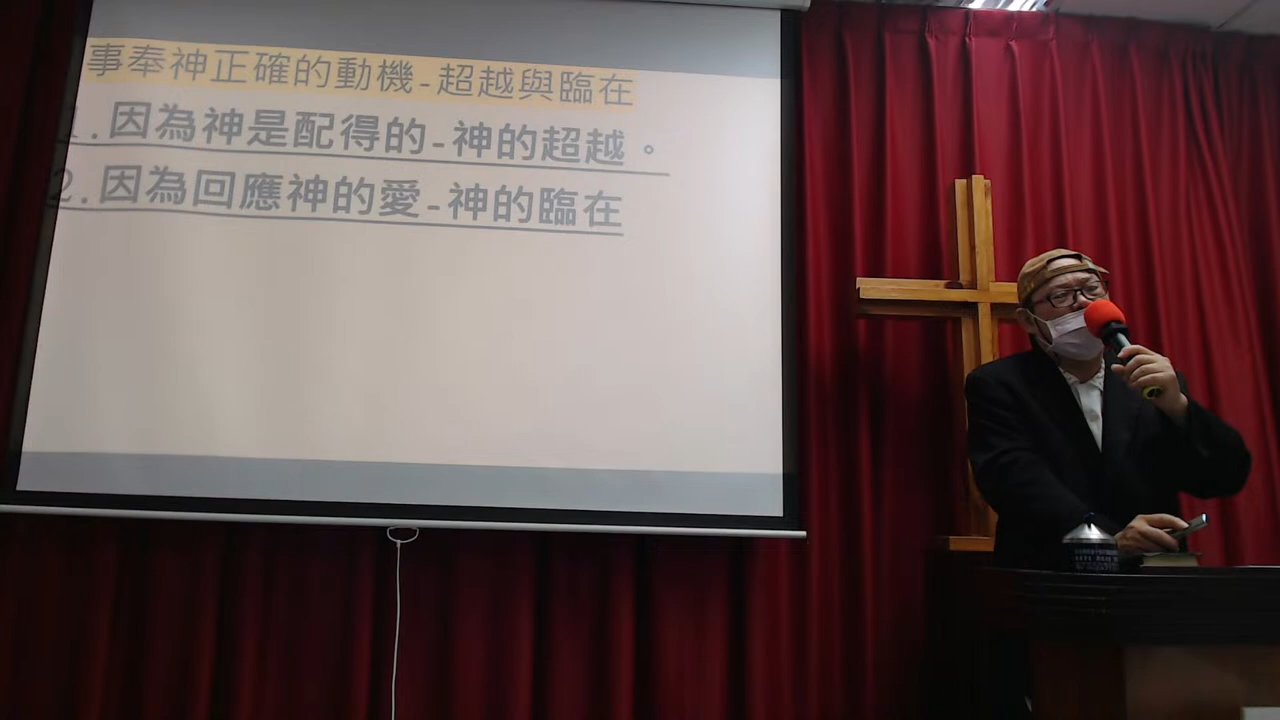 事奉神正確的動機-超越與臨在
1.因為神是配得的-神的超越。
2.因為回應神的愛-神的臨在